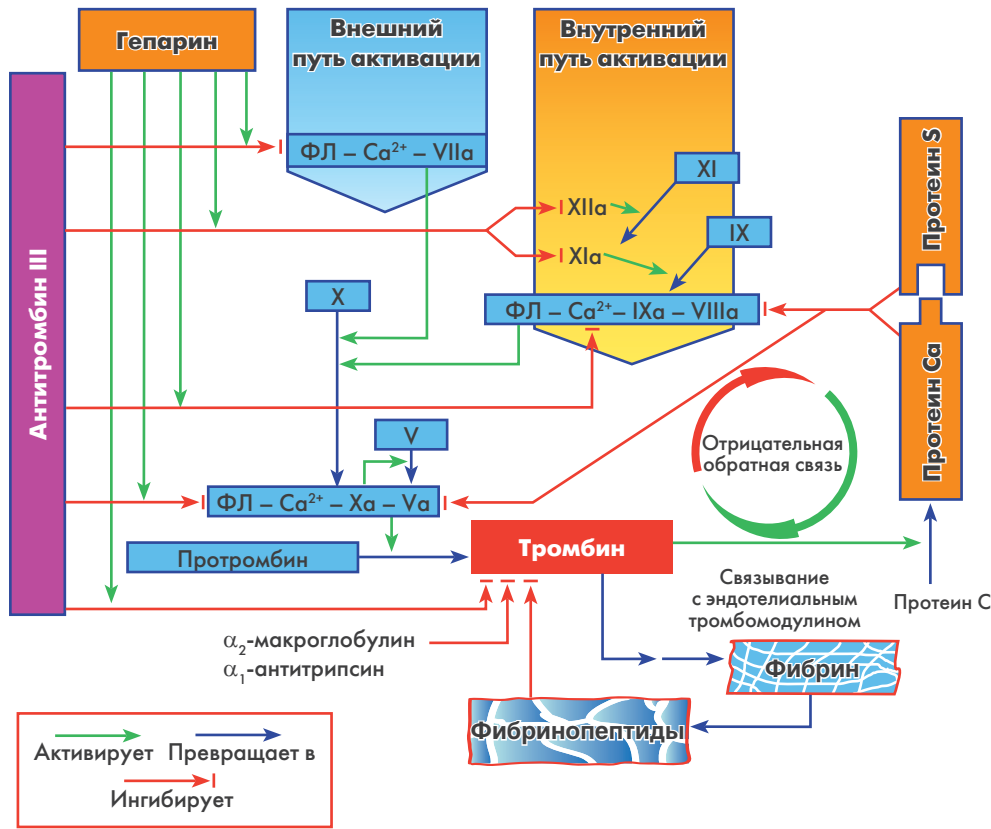 Гепарин
Внешний
путь активации
Внутренний
путь активации
ФЛ – Ca²⁺ – VIIa
XI
XIIa
IX
XIa
Протеин S
X
ФЛ – Ca²⁺– IXa – VIIIa
Антитромбин III
Протеин Ca
V
Отрицательная
обратная связь
ФЛ – Ca²⁺ – Xa – Va
Протромбин
Тромбин
Связывание
с эндотелиальным
тромбомодулином
Протеин C
α₂-макроглобулин
α₁-антитрипсин
Фибрин
Фибринопептиды
Активирует
Превращает в
Ингибирует